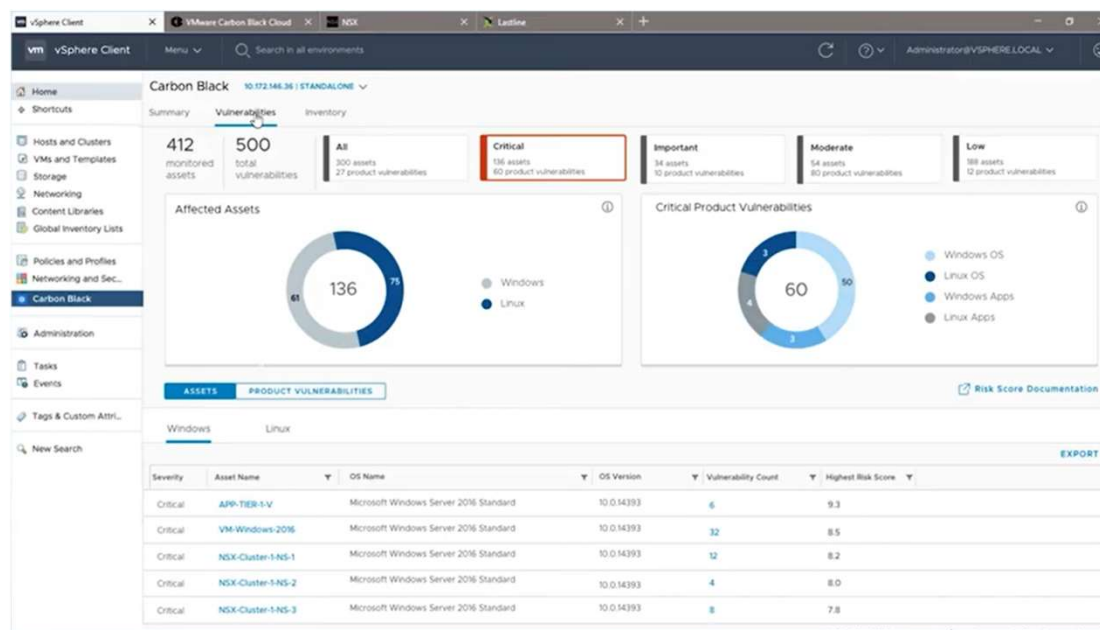 vSphere Client
VMware Carbon Black Cloud
NSX
Lastline
vm vSphere Client
Menu
Search in all environments
Administrator@VSPHERE.LOCAL
Home
Shortcuts
Hosts and Clusters
VMs and Templates
Storage
Networking
Content Libraries
Global Inventory Lists
Policies and Profiles
Networking and Sec...
Carbon Black
Administration
Tasks
Events
Tags & Custom Attri...
New Search
Carbon Black 10.172.146.36 | STANDALONE
Summary Vulnerabilities Inventory
412
monitored
assets
500
total
vulnerabilities
All
300 assets
27 product vulnerabilities
Critical
136 assets
60 product vulnerabilities
Important
34 assets
10 product vulnerabilities
Moderate
54 assets
80 product vulnerabilities
Low
188 assets
12 product vulnerabilities
Affected Assets
61
136
75
Windows
Linux
Critical Product Vulnerabilities
3
50
60
4
3
Windows OS
Linux OS
Windows Apps
Linux Apps
ASSETS PRODUCT VULNERABILITIES
Risk Score Documentation
Windows Linux
EXPORT
Severity Asset Name OS Name OS Version Vulnerability Count Highest Risk Score
Critical APP-TIER-1-V Microsoft Windows Server 2016 Standard 10.0.14393 6 9.3
Critical VM-Windows-2016 Microsoft Windows Server 2016 Standard 10.0.14393 32 8.5
Critical NSX-Cluster-1-NS-1 Microsoft Windows Server 2016 Standard 10.0.14393 12 8.2
Critical NSX-Cluster-1-NS-2 Microsoft Windows Server 2016 Standard 10.0.14393 4 8.0
Critical NSX-Cluster-1-NS-3 Microsoft Windows Server 2016 Standard 10.0.14393 8 7.8